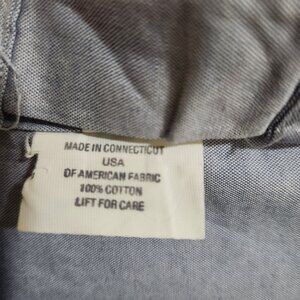 MADE IN CONNECTICUT
USA
OF AMERICAN FABRIC
100% COTTON
LIFT FOR CARE